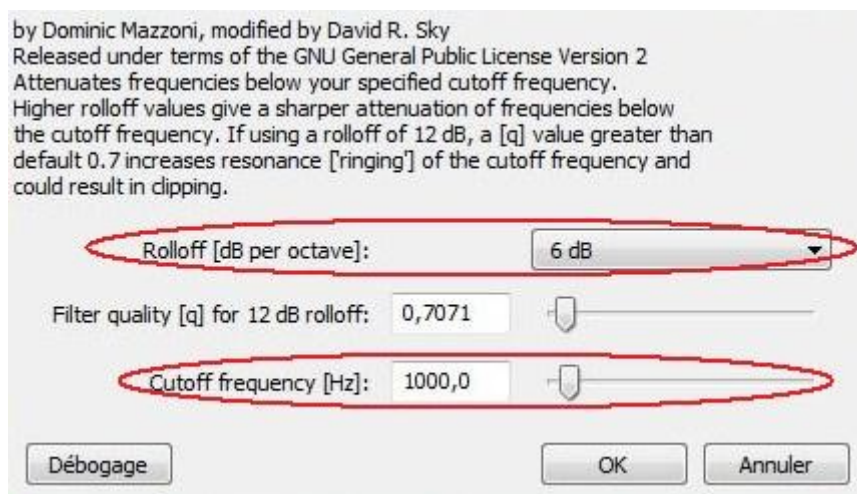 by Dominic Mazzoni, modified by David R. Sky
Released under terms of the GNU General Public License Version 2
Attenuates frequencies below your specified cutoff frequency.
Higher rolloff values give a sharper attenuation of frequencies below
the cutoff frequency. If using a rolloff of 12 dB, a [q] value greater than
default 0.7 increases resonance ['ringing'] of the cutoff frequency and
could result in clipping.
Rolloff [dB per octave]: 6 dB
Filter quality [q] for 12 dB rolloff: 0,7071
Cutoff frequency [Hz]: 1000,0
Débogage OK Annuler